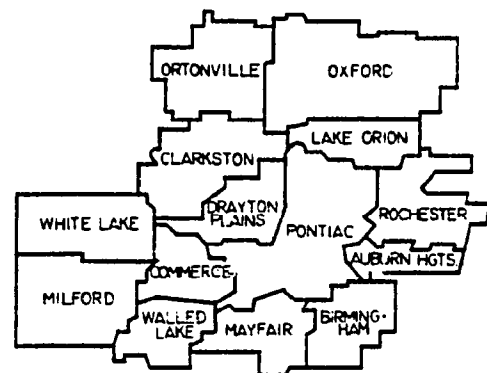 ORTONVILLE
OXFORD
LAKE ORION
CLARKSTON
DRAYTON
PLAINS
WHITE LAKE
PONTIAC
ROCHESTER
AUBURN HGTS.
COMMERCE
MILFORD
WALLED
LAKE
MAYFAIR
BIRMING-
HAM